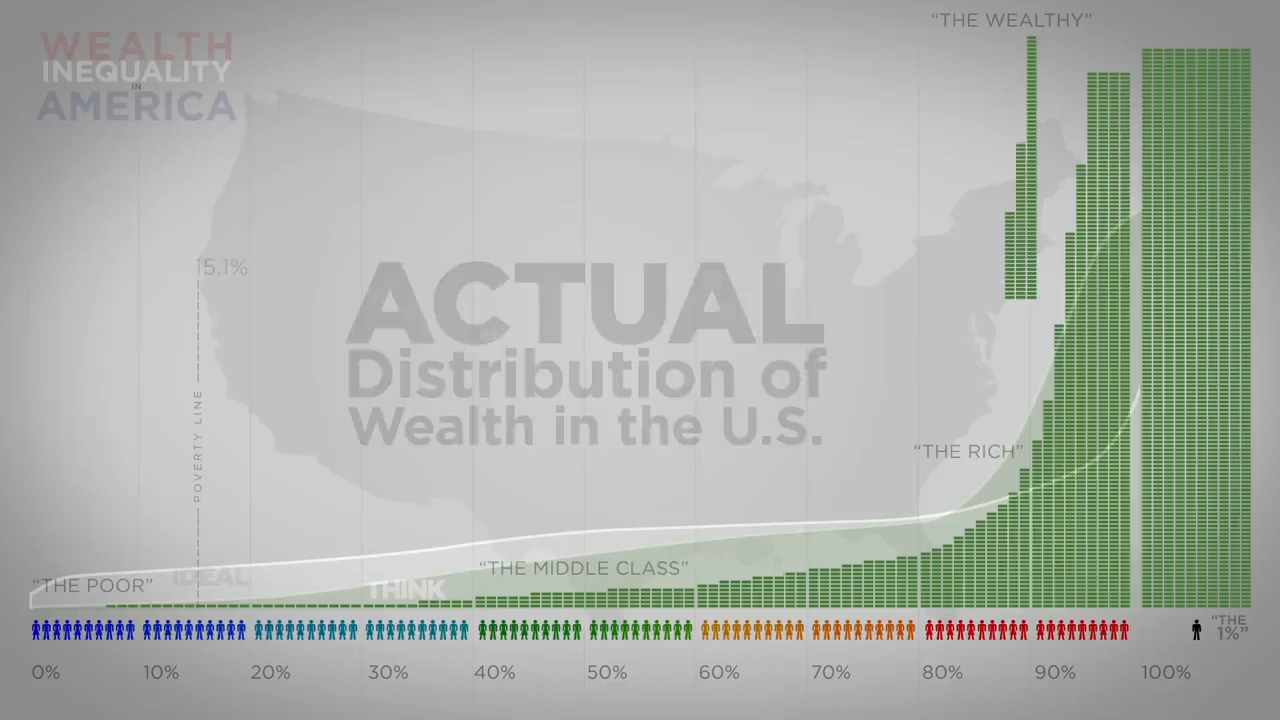 "THE WEALTHY"
WEALTH
INEQUALITY
IN
AMERICA
15.1%
ACTUAL
Distribution of
Wealth in the U.S.
POVERTY LINE
"THE RICH"
"THE MIDDLE CLASS"
"THE POOR"
IDEAL
THINK
"THE
1%"
0% 10% 20% 30% 40% 50% 60% 70% 80% 90% 100%